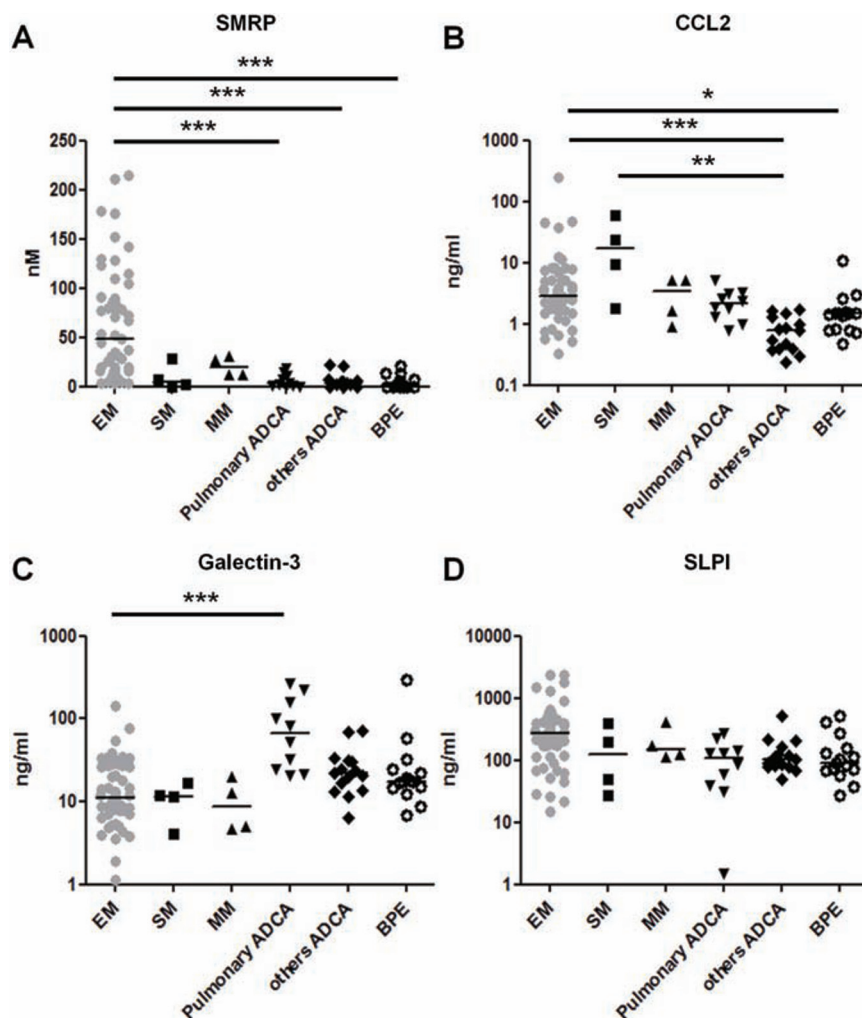 A
SMRP
***
***
***
250
200
150
100
50
0
nM
EM
SM
MM
Pulmonary ADCA
others ADCA
BPE
B
CCL2
*
***
**
1000
100
10
1
0.1
ng/ml
EM
SM
MM
Pulmonary ADCA
others ADCA
BPE
C
Galectin-3
***
1000
100
10
1
ng/ml
EM
SM
MM
Pulmonary ADCA
others ADCA
BPE
D
SLPI
10000
1000
100
10
1
ng/ml
EM
SM
MM
Pulmonary ADCA
others ADCA
BPE